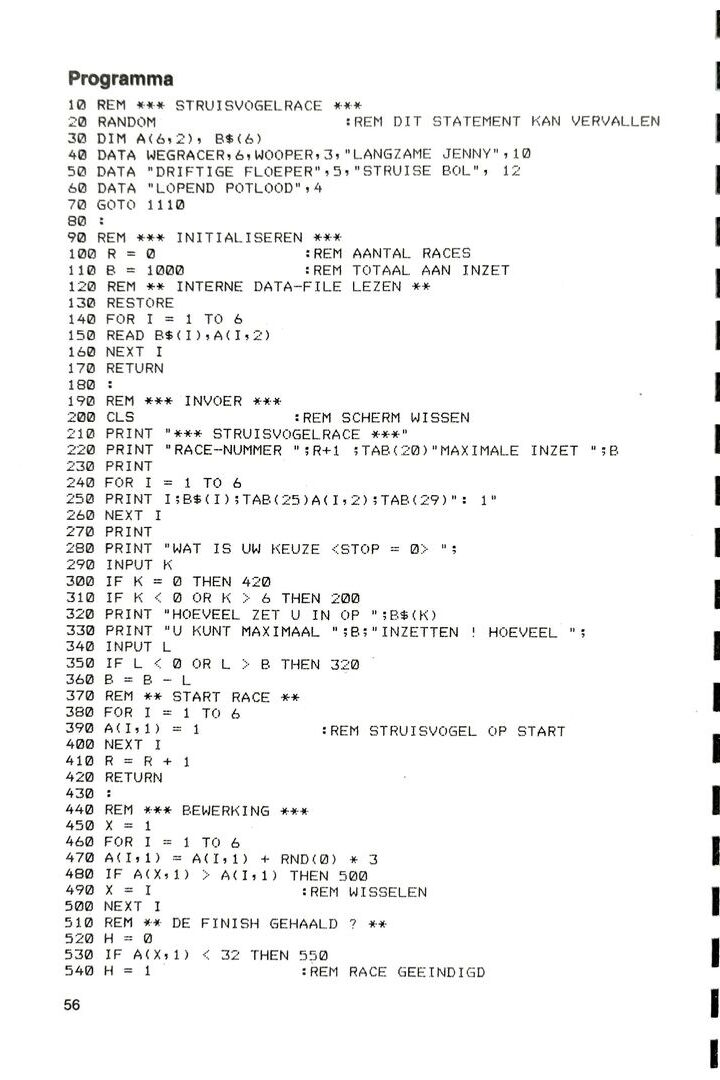 Programma
10 REM *** STRUISVOGELRACE ***
20 RANDOM :REM DIT STATEMENT KAN VERVALLEN
30 DIM A(6,2), B$(6)
40 DATA WEGRACER,6,WOOPER,3,"LANGZAME JENNY",10
50 DATA "DRIFTIGE FLOEPER",5,"STRUISE BOL", 12
60 DATA "LOPEND POTLOOD",4
70 GOTO 1110
80 :
90 REM *** INITIALISEREN ***
100 R = 0 :REM AANTAL RACES
110 B = 1000 :REM TOTAAL AAN INZET
120 REM ** INTERNE DATA-FILE LEZEN **
130 RESTORE
140 FOR I = 1 TO 6
150 READ B$(I),A(I,2)
160 NEXT I
170 RETURN
180 :
190 REM *** INVOER ***
200 CLS :REM SCHERM WISSEN
210 PRINT "*** STRUISVOGELRACE ***"
220 PRINT "RACE-NUMMER ";R+1 ;TAB(20)"MAXIMALE INZET ";B
230 PRINT
240 FOR I = 1 TO 6
250 PRINT I;B$(I);TAB(25)A(I,2);TAB(29)": 1"
260 NEXT I
270 PRINT
280 PRINT "WAT IS UW KEUZE <STOP = 0> ";
290 INPUT K
300 IF K = 0 THEN 420
310 IF K < 0 OR K > 6 THEN 200
320 PRINT "HOEVEEL ZET U IN OP ";B$(K)
330 PRINT "U KUNT MAXIMAAL ";B;"INZETTEN ! HOEVEEL ";
340 INPUT L
350 IF L < 0 OR L > B THEN 320
360 B = B - L
370 REM ** START RACE **
380 FOR I = 1 TO 6
390 A(I,1) = 1 :REM STRUISVOGEL OP START
400 NEXT I
410 R = R + 1
420 RETURN
430 :
440 REM *** BEWERKING ***
450 X = 1
460 FOR I = 1 TO 6
470 A(I,1) = A(I,1) + RND(0) * 3
480 IF A(X,1) > A(I,1) THEN 500
490 X = I :REM WISSELEN
500 NEXT I
510 REM ** DE FINISH GEHAALD ? **
520 H = 0
530 IF A(X,1) < 32 THEN 550
540 H = 1 :REM RACE GEEINDIGD
56